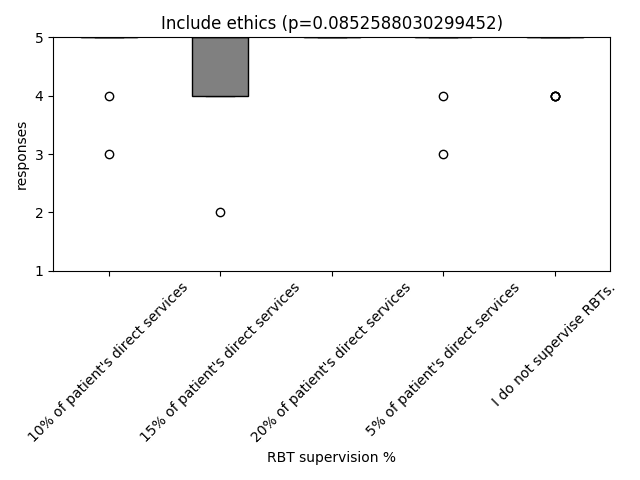 Include ethics (p=0.0852588030299452)
responses
5
4
3
2
1
10% of patient's direct services
15% of patient's direct services
20% of patient's direct services
5% of patient's direct services
I do not supervise RBTs.
RBT supervision %